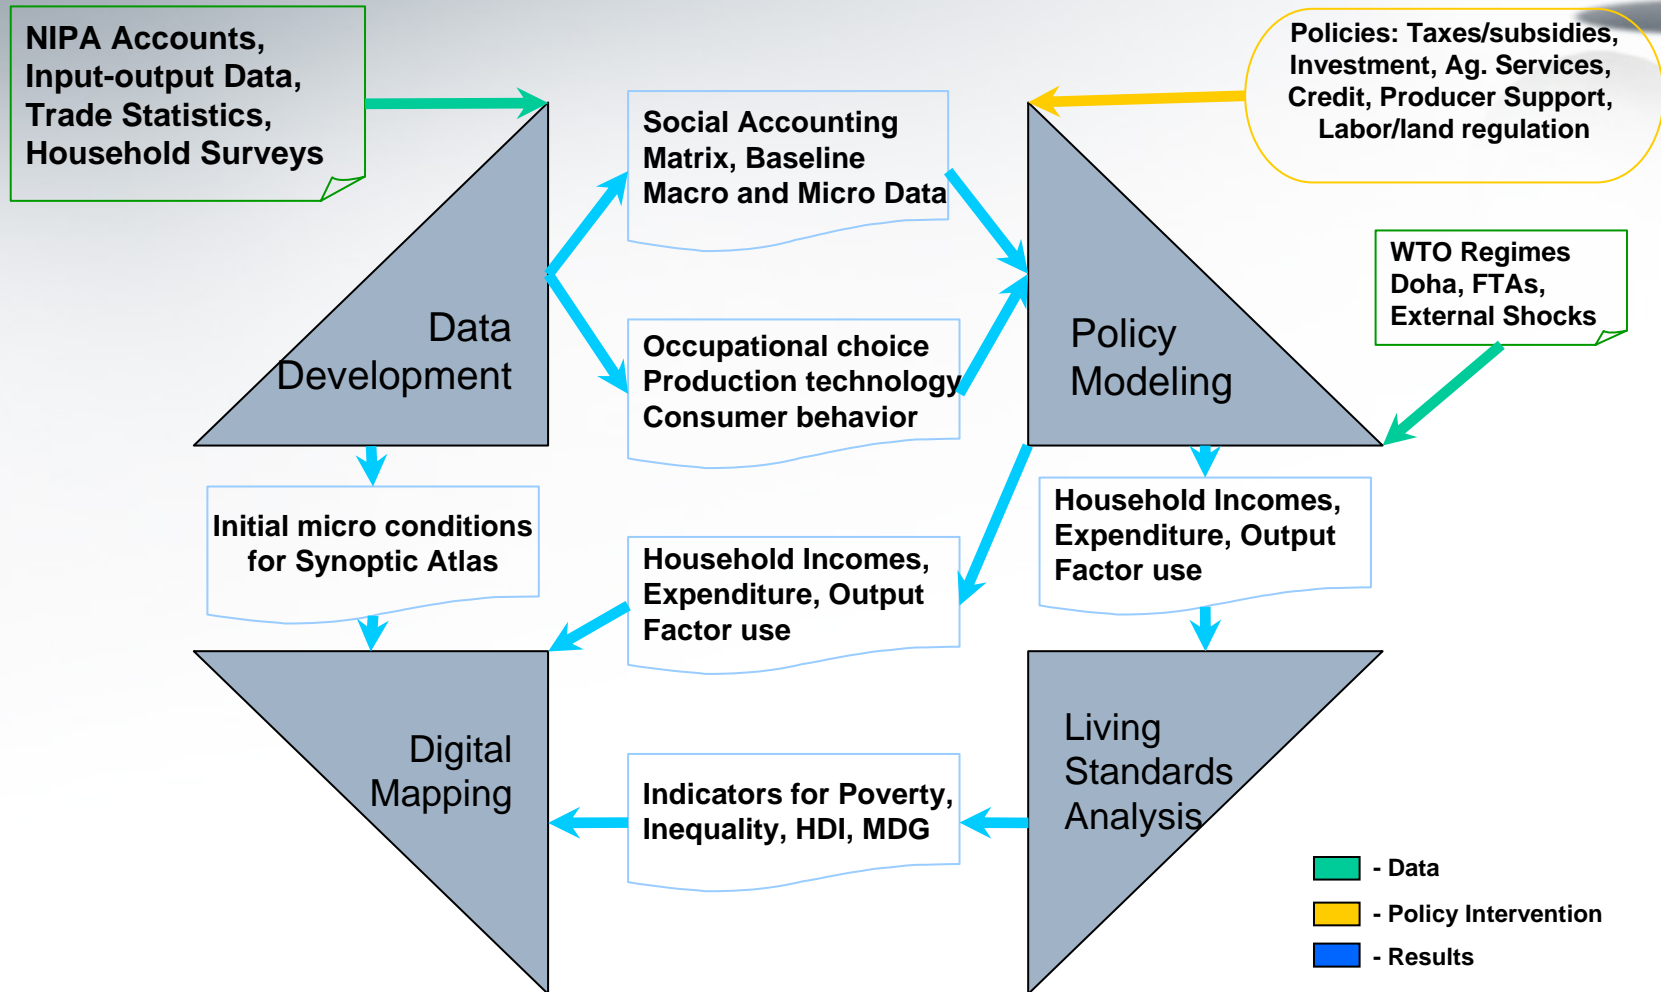 NIPA Accounts,
Input-output Data,
Trade Statistics,
Household Surveys
Policies: Taxes/subsidies,
Investment, Ag. Services,
Credit, Producer Support,
Labor/land regulation
Social Accounting
Matrix, Baseline
Macro and Micro Data
WTO Regimes
Doha, FTAs,
External Shocks
Data
Development
Occupational choice
Production technology
Consumer behavior
Policy
Modeling
Initial micro conditions
for Synoptic Atlas
Household Incomes,
Expenditure, Output
Factor use
Household Incomes,
Expenditure, Output
Factor use
Digital
Mapping
Indicators for Poverty,
Inequality, HDI, MDG
Living
Standards
Analysis
- Data
- Policy Intervention
- Results